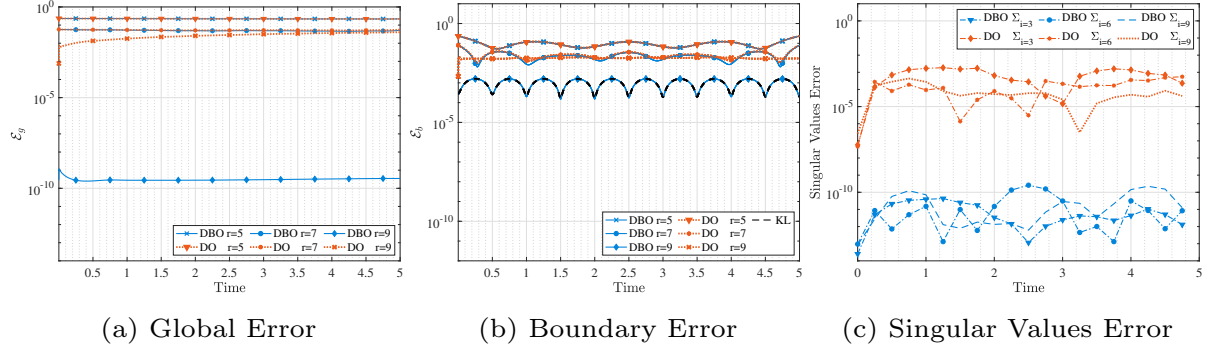 10^0
10^-5
10^-10
ℰ_g
DBO r=5 DBO r=7 DBO r=9
DO r=5 DO r=7 DO r=9
0.5 1 1.5 2 2.5 3 3.5 4 4.5 5
Time
(a) Global Error
10^0
10^-5
10^-10
ℰ_b
DBO r=5 DO r=5 KL
DBO r=7 DO r=7
DBO r=9 DO r=9
0 0.5 1 1.5 2 2.5 3 3.5 4 4.5 5
Time
(b) Boundary Error
10^0
10^-5
10^-10
Singular Values Error
DBO Σ_i=3 DBO Σ_i=6 DBO Σ_i=9
DO Σ_i=3 DO Σ_i=6 DO Σ_i=9
0 1 2 3 4 5
Time
(c) Singular Values Error